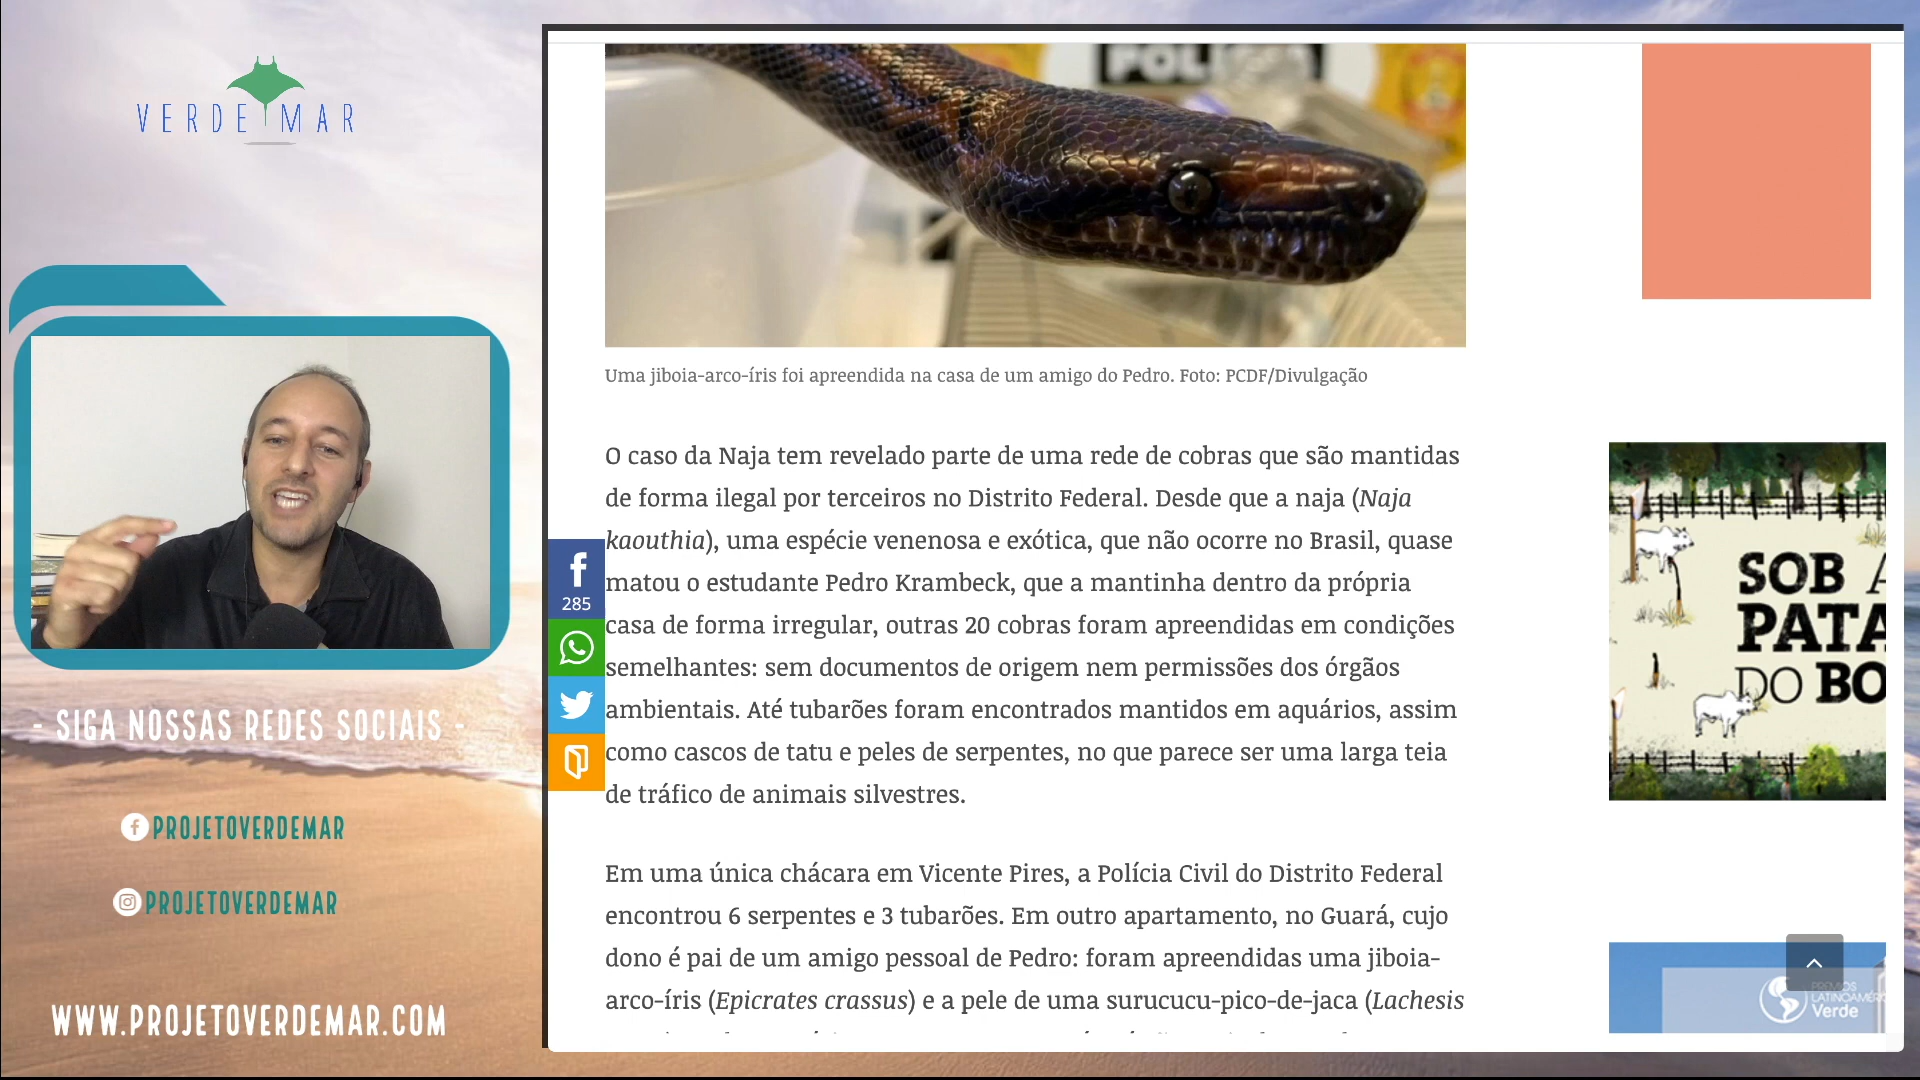 VERDE MAR
- SIGA NOSSAS REDES SOCIAIS -
PROJETOVERDEMAR
PROJETOVERDEMAR
WWW.PROJETOVERDEMAR.COM
Uma jiboia-arco-íris foi apreendida na casa de um amigo do Pedro. Foto: PCDF/Divulgação
O caso da Naja tem revelado parte de uma rede de cobras que são mantidas
de forma ilegal por terceiros no Distrito Federal. Desde que a naja (Naja
kaouthia), uma espécie venenosa e exótica, que não ocorre no Brasil, quase
matou o estudante Pedro Krambeck, que a mantinha dentro da própria
casa de forma irregular, outras 20 cobras foram apreendidas em condições
semelhantes: sem documentos de origem nem permissões dos órgãos
ambientais. Até tubarões foram encontrados mantidos em aquários, assim
como cascos de tatu e peles de serpentes, no que parece ser uma larga teia
de tráfico de animais silvestres.
Em uma única chácara em Vicente Pires, a Polícia Civil do Distrito Federal
encontrou 6 serpentes e 3 tubarões. Em outro apartamento, no Guará, cujo
dono é pai de um amigo pessoal de Pedro: foram apreendidas uma jiboia-
arco-íris (Epicrates crassus) e a pele de uma surucucu-pico-de-jaca (Lachesis
285
SOB A
PATA
DO BO
Verde